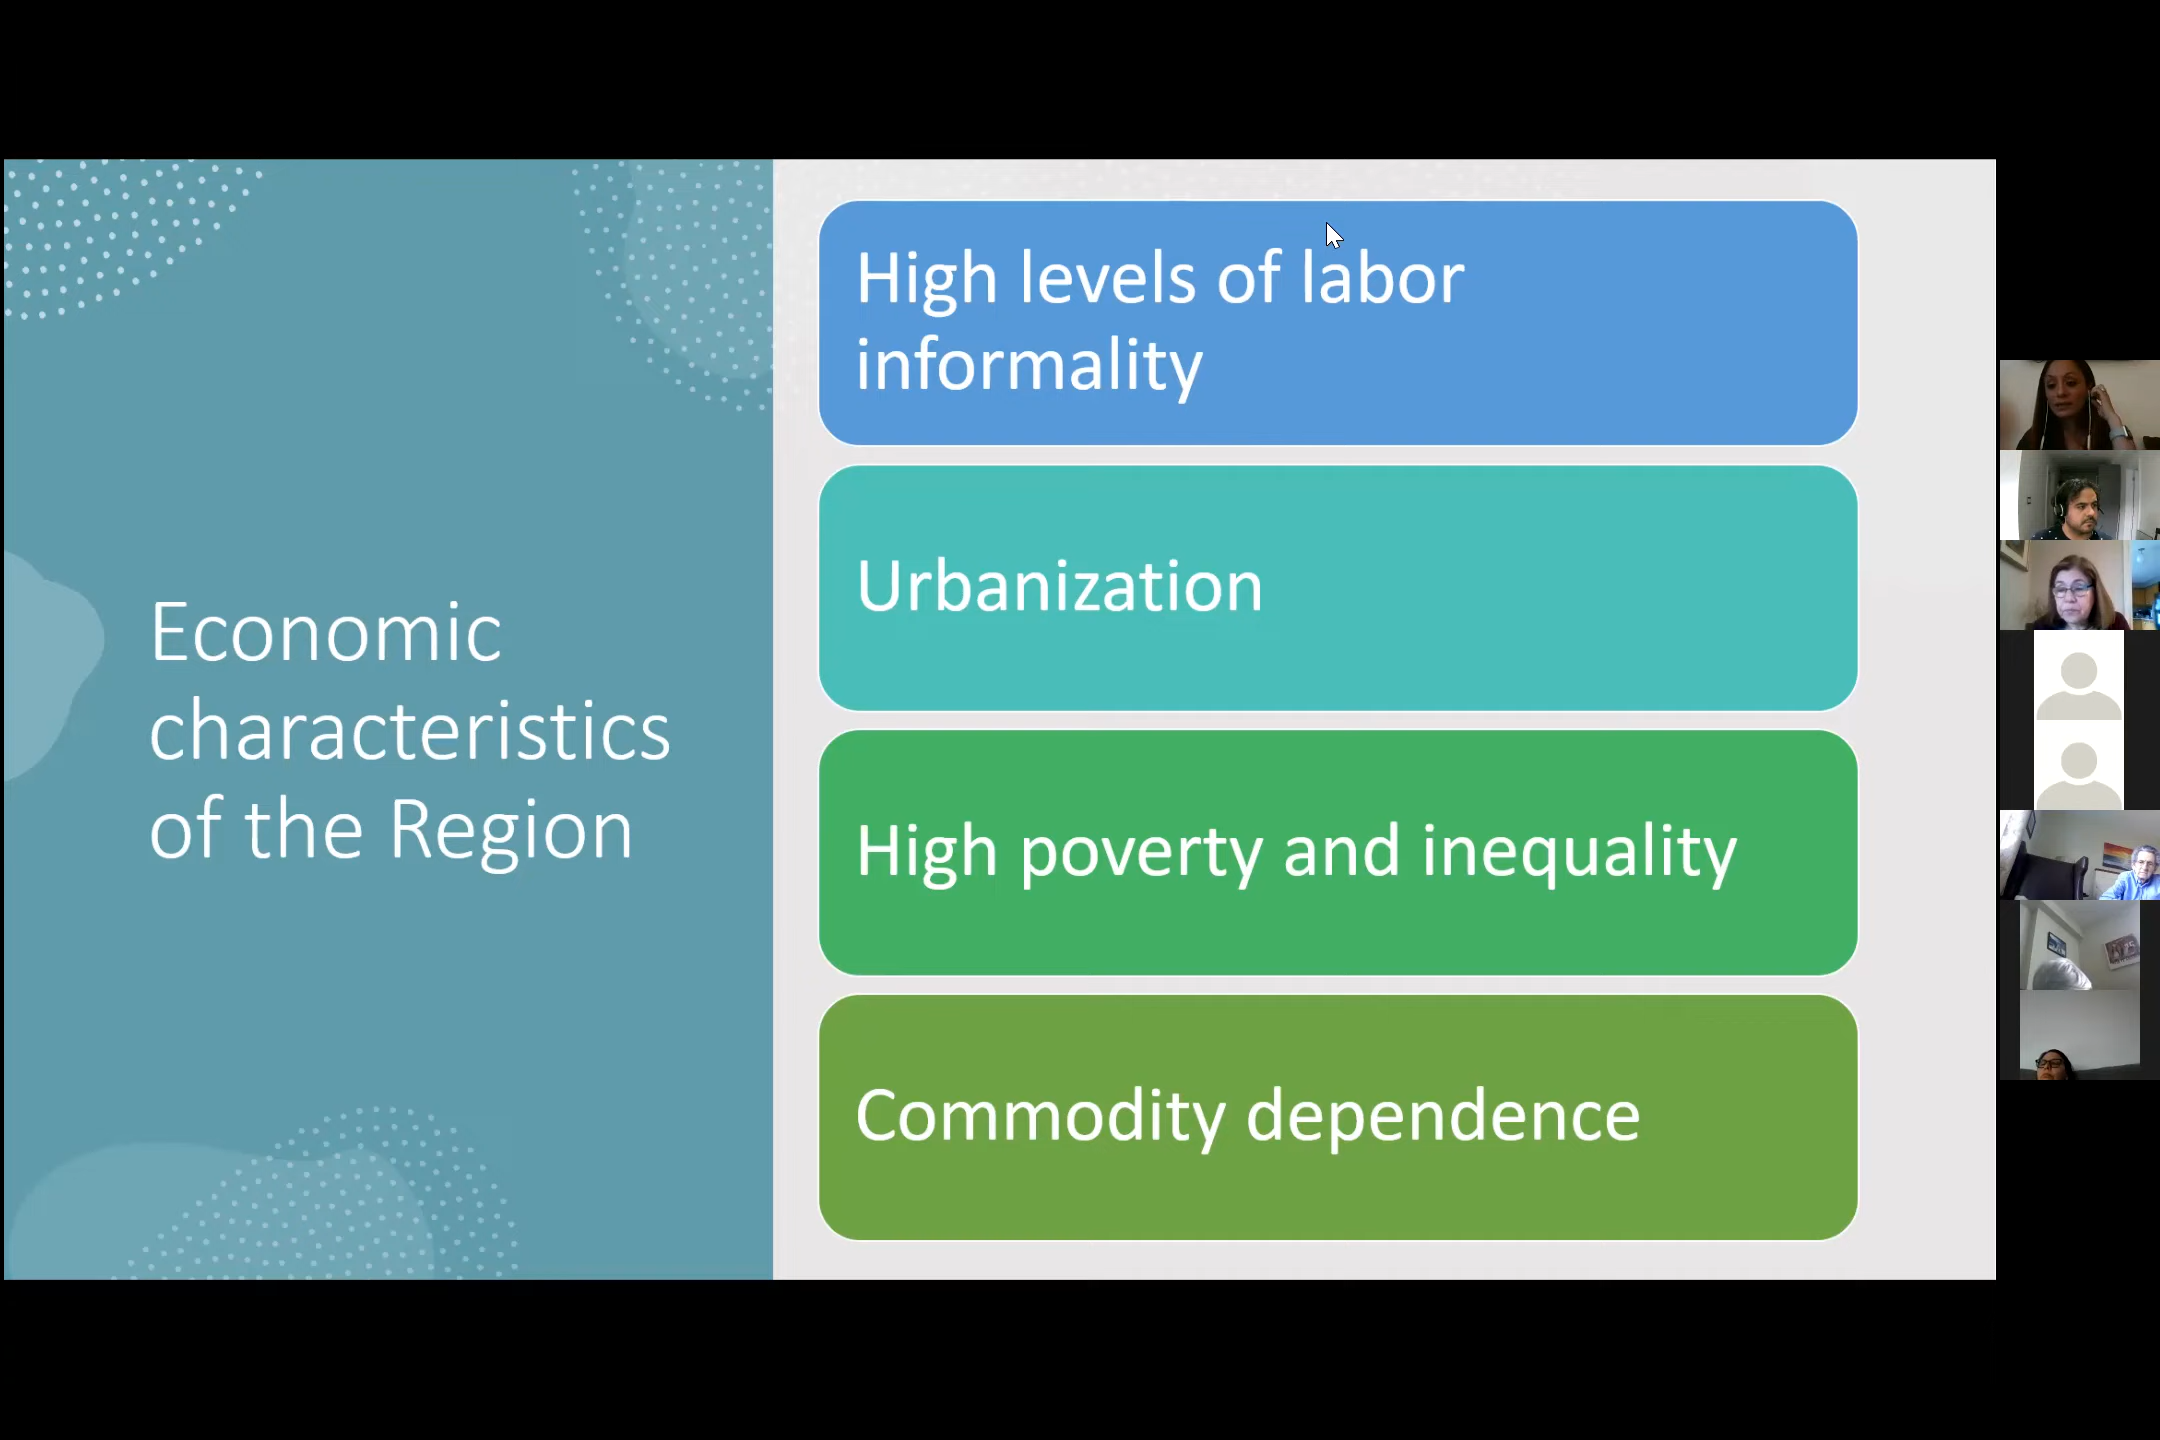 Economic
characteristics
of the Region
High levels of labor
informality
Urbanization
High poverty and inequality
Commodity dependence